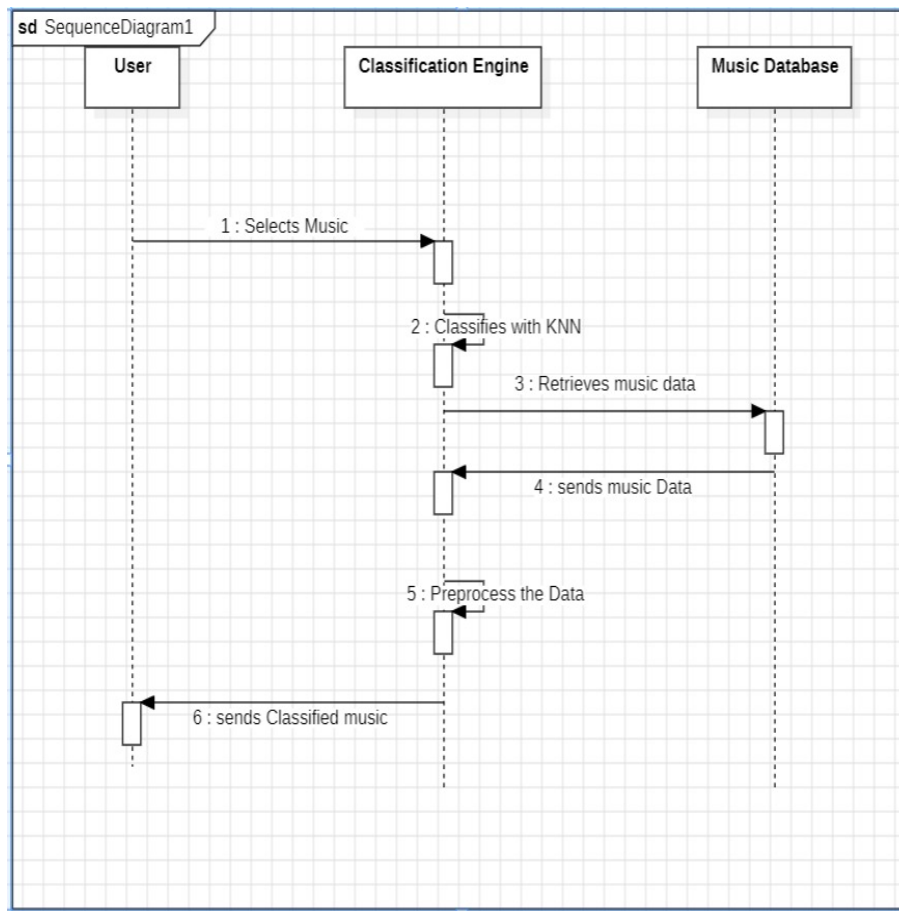 sd SequenceDiagram1
User
Classification Engine
Music Database
1 : Selects Music
2 : Classifies with KNN
3 : Retrieves music data
4 : sends music Data
5 : Preprocess the Data
6 : sends Classified music